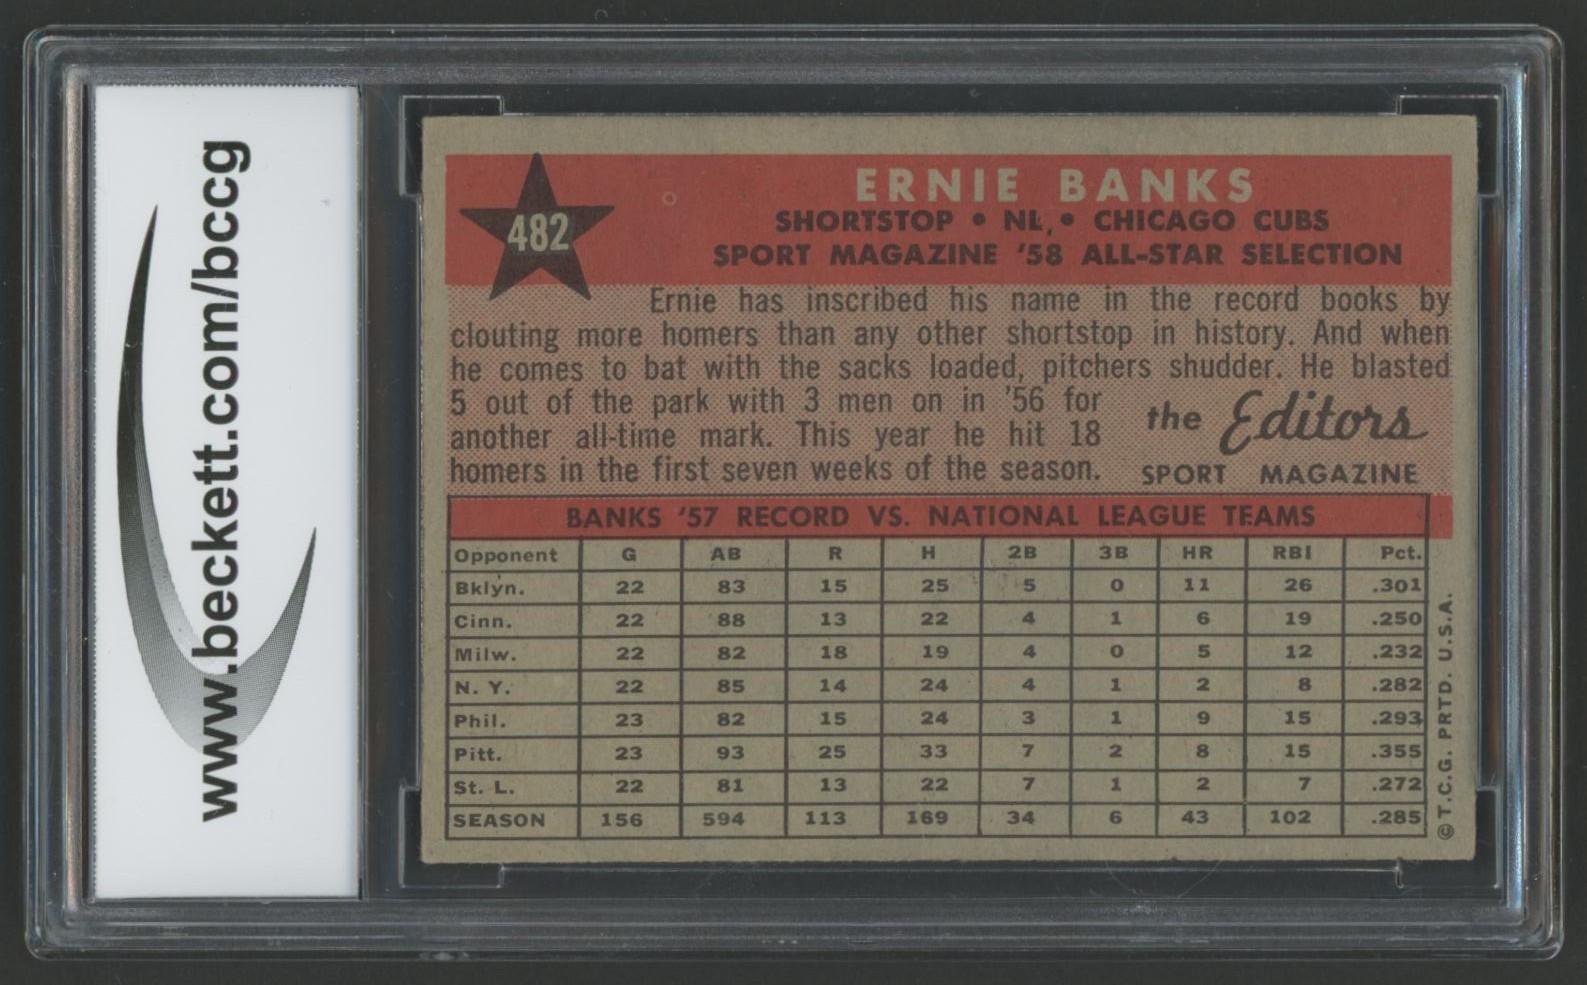 www.beckett.com/bccg
482
ERNIE BANKS
SHORTSTOP • NL, • CHICAGO CUBS
SPORT MAGAZINE '58 ALL-STAR SELECTION
Ernie has inscribed his name in the record books by
clouting more homers than any other shortstop in history. And when
he comes to bat with the sacks loaded, pitchers shudder. He blasted
5 out of the park with 3 men on in '56 for
another all-time mark. This year he hit 18
homers in the first seven weeks of the season.
the Editors
SPORT MAGAZINE
BANKS '57 RECORD VS. NATIONAL LEAGUE TEAMS
Opponent G AB R H 2B 3B HR RBI Pct.
Bklyn. 22 83 15 25 5 0 11 26 .301
Cinn. 22 88 13 22 4 1 6 19 .250
Milw. 22 82 18 19 4 0 5 12 .232
N. Y. 22 85 14 24 4 1 2 8 .282
Phil. 23 82 15 24 3 1 9 15 .293
Pitt. 23 93 25 33 7 2 8 15 .355
St. L. 22 81 13 22 7 1 2 7 .272
SEASON 156 594 113 169 34 6 43 102 .285
© T.C.G. PRTD. U.S.A.